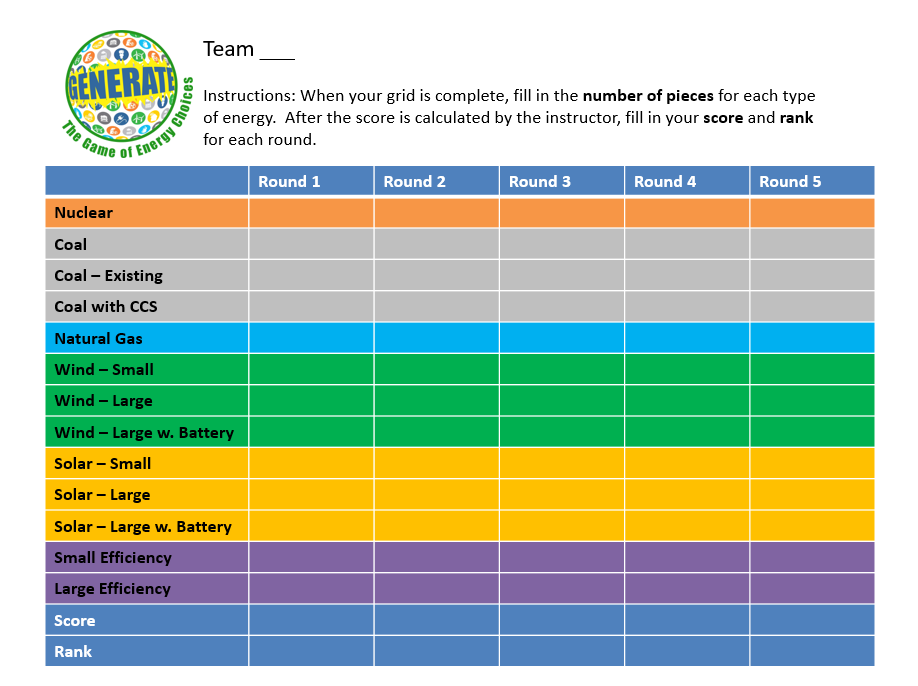 GENERATE
The Game of Energy Choices
Team ___
Instructions: When your grid is complete, fill in the number of pieces for each type
of energy.  After the score is calculated by the instructor, fill in your score and rank
for each round.
Round 1 Round 2 Round 3 Round 4 Round 5
Nuclear
Coal
Coal – Existing
Coal with CCS
Natural Gas
Wind – Small
Wind – Large
Wind – Large w. Battery
Solar – Small
Solar – Large
Solar – Large w. Battery
Small Efficiency
Large Efficiency
Score
Rank